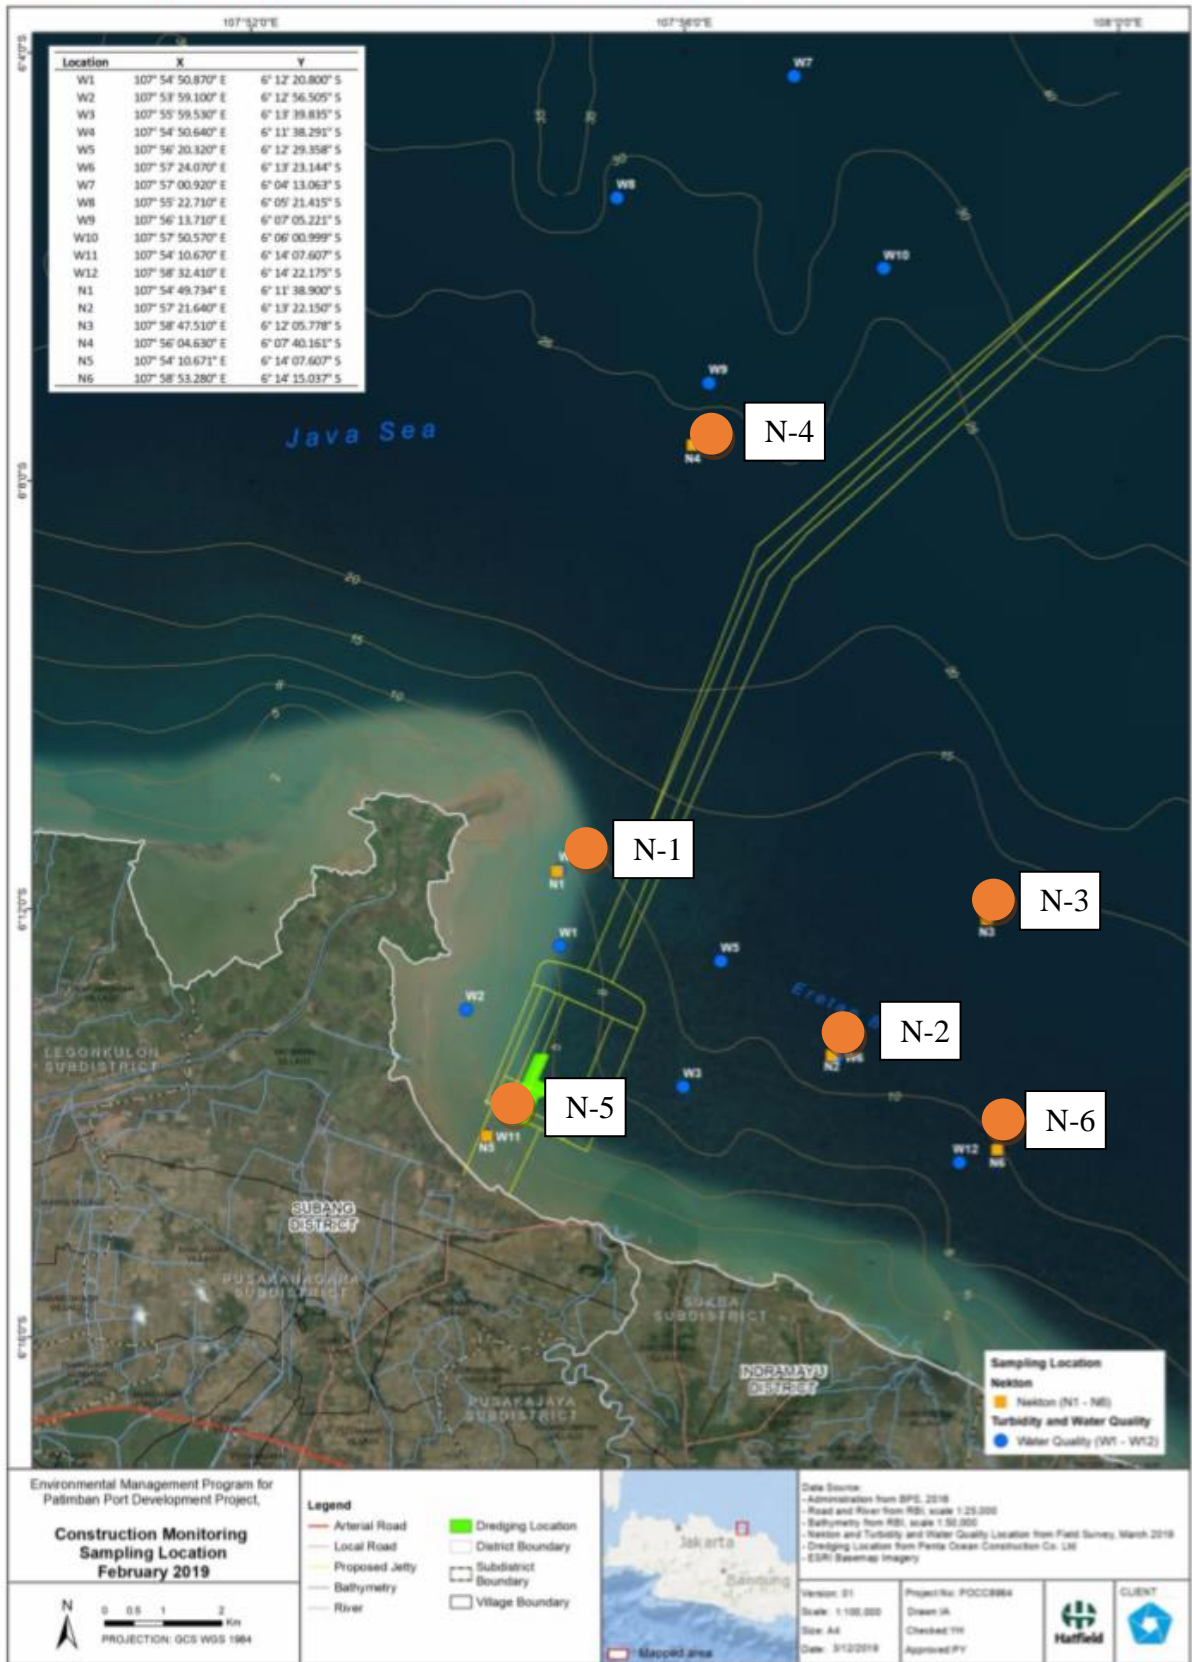 107°52'0"E
107°56'0"E
108°0'0"E
6°4'0"S
6°8'0"S
6°12'0"S
6°16'0"S
Location X Y
W1 107° 54' 50.870" E 6° 12' 20.800" S
W2 107° 53' 59.100" E 6° 12' 56.505" S
W3 107° 55' 59.530" E 6° 13' 39.835" S
W4 107° 54' 50.640" E 6° 11' 38.291" S
W5 107° 56' 20.320" E 6° 12' 29.358" S
W6 107° 57' 24.070" E 6° 13' 23.144" S
W7 107° 57' 00.920" E 6° 04' 13.063" S
W8 107° 55' 22.710" E 6° 05' 21.415" S
W9 107° 56' 13.710" E 6° 07' 05.221" S
W10 107° 57' 50.570" E 6° 06' 00.999" S
W11 107° 54' 10.670" E 6° 14' 07.607" S
W12 107° 58' 32.410" E 6° 14' 22.175" S
N1 107° 54' 49.734" E 6° 11' 38.900" S
N2 107° 57' 21.640" E 6° 13' 22.150" S
N3 107° 58' 47.510" E 6° 12' 05.778" S
N4 107° 56' 04.630" E 6° 07' 40.161" S
N5 107° 54' 10.671" E 6° 14' 07.607" S
N6 107° 58' 53.280" E 6° 14' 15.037" S
W7
W8
W10
30
W9
N-4
N4
Java Sea
20
15
10
20
15
N-1
N1
N-3
N3
W1
W5
W2
N-2
N2
W6
LEGONKULON
SUBDISTRICT
W3
10
N-5
N-6
N5
W11
W12
N6
SUBANG
DISTRICT
PUSAKANAGARA
SUBDISTRICT
SUKRA
SUBDISTRICT
INDRAMAYU
DISTRICT
PUSAKAJAYA
SUBDISTRICT
Sampling Location
Nekton
Nekton (N1 - N6)
Turbidity and Water Quality
Water Quality (W1 - W12)
Environmental Management Program for
Patimban Port Development Project,
Construction Monitoring
Sampling Location
February 2019
N
0 0.5 1 2
Km
PROJECTION: GCS WGS 1984
Legend
Arterial Road
Local Road
Proposed Jetty
Bathymetry
River
Dredging Location
District Boundary
Subdistrict
Boundary
Village Boundary
Jakarta
Bandung
Mapped area
Data Source:
- Administration from BPS, 2016
- Road and River from RBI, scale 1:25.000
- Bathymetry from RBI, scale 1:50.000
- Nekton and Turbidity and Water Quality Location from Field Survey, March 2019
- Dredging Location from Penta Ocean Construction Co. Ltd
- ESRI Basemap Imagery
Version: 01
Scale: 1:100,000
Size: A4
Date: 3/12/2019
Project No: POCC8984
Drawn: IA
Checked: YH
Approved: PY
Hatfield
CLIENT